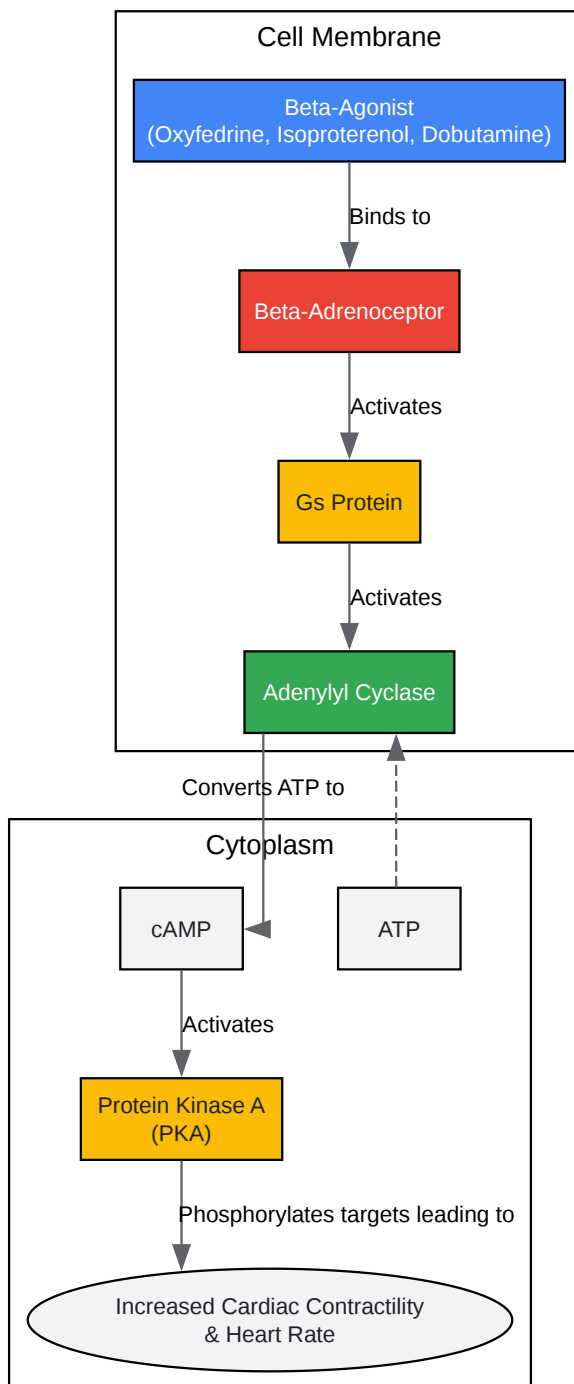 Cell Membrane
Beta-Agonist
(Oxyfedrine, Isoproterenol, Dobutamine)
Binds to
Beta-Adrenoceptor
Activates
Gs Protein
Activates
Adenylyl Cyclase
Converts ATP to
Cytoplasm
cAMP
ATP
Activates
Protein Kinase A
(PKA)
Phosphorylates targets leading to
Increased Cardiac Contractility
& Heart Rate